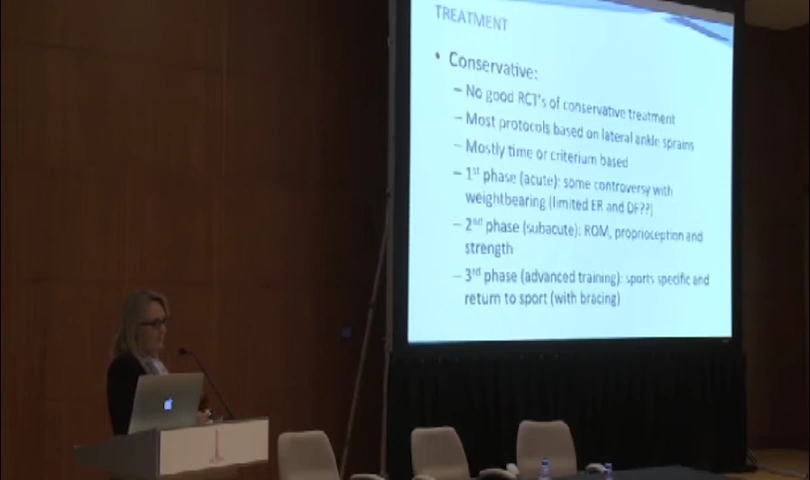 TREATMENT
• Conservative:
– No good RCT's of conservative treatment
– Most protocols based on lateral ankle sprains
– Mostly time or criterium based
– 1st phase (acute): some controversy with
weightbearing (limited ER and DF??)
– 2nd phase (subacute): ROM, proprioception and
strength
– 3rd phase (advanced training): sports specific and
return to sport (with bracing)